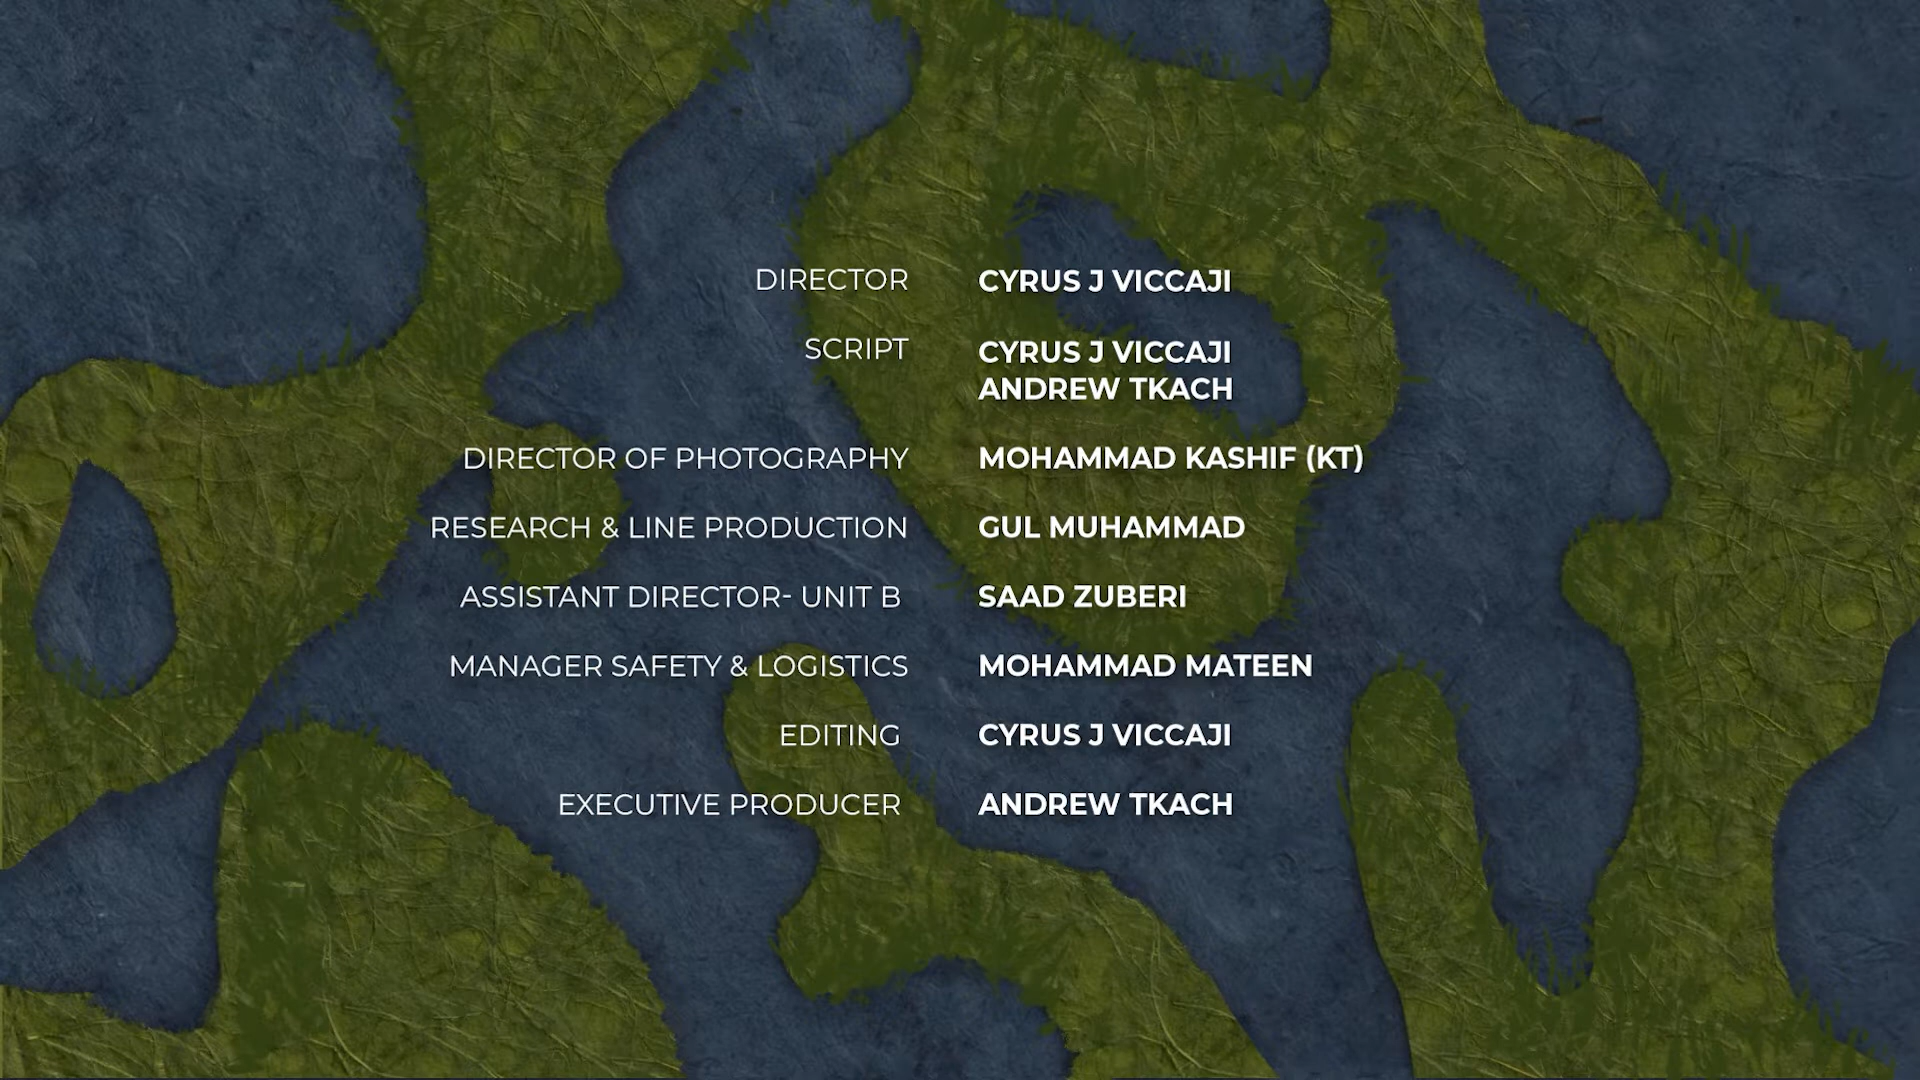 DIRECTOR CYRUS J VICCAJI
SCRIPT CYRUS J VICCAJI
ANDREW TKACH
DIRECTOR OF PHOTOGRAPHY MOHAMMAD KASHIF (KT)
RESEARCH & LINE PRODUCTION GUL MUHAMMAD
ASSISTANT DIRECTOR- UNIT B SAAD ZUBERI
MANAGER SAFETY & LOGISTICS MOHAMMAD MATEEN
EDITING CYRUS J VICCAJI
EXECUTIVE PRODUCER ANDREW TKACH